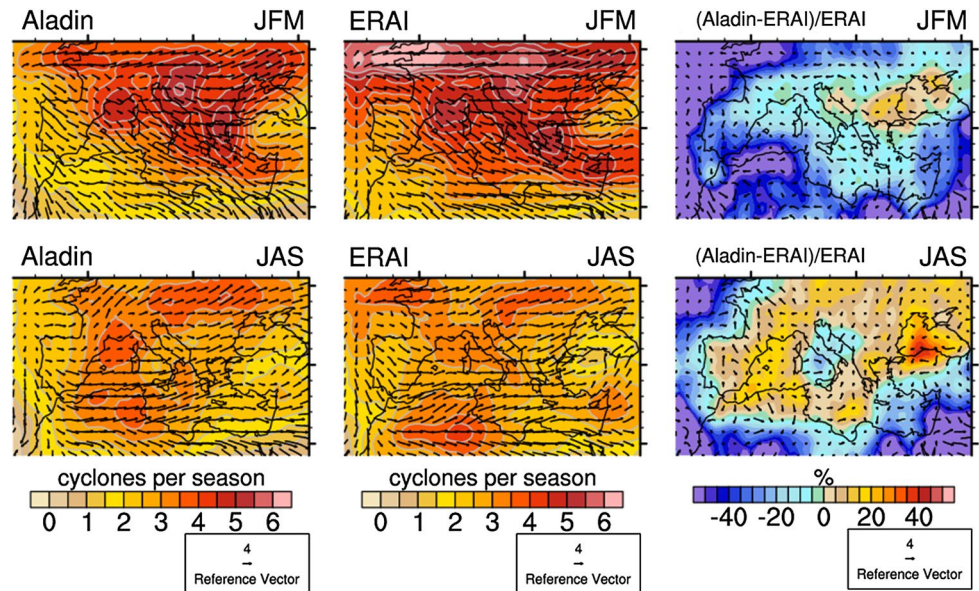 Aladin JFM
ERAI JFM
(Aladin-ERAI)/ERAI JFM
Aladin JAS
ERAI JAS
(Aladin-ERAI)/ERAI JAS
cyclones per season
0 1 2 3 4 5 6
4
Reference Vector
cyclones per season
0 1 2 3 4 5 6
4
Reference Vector
%
-40 -20 0 20 40
4
Reference Vector